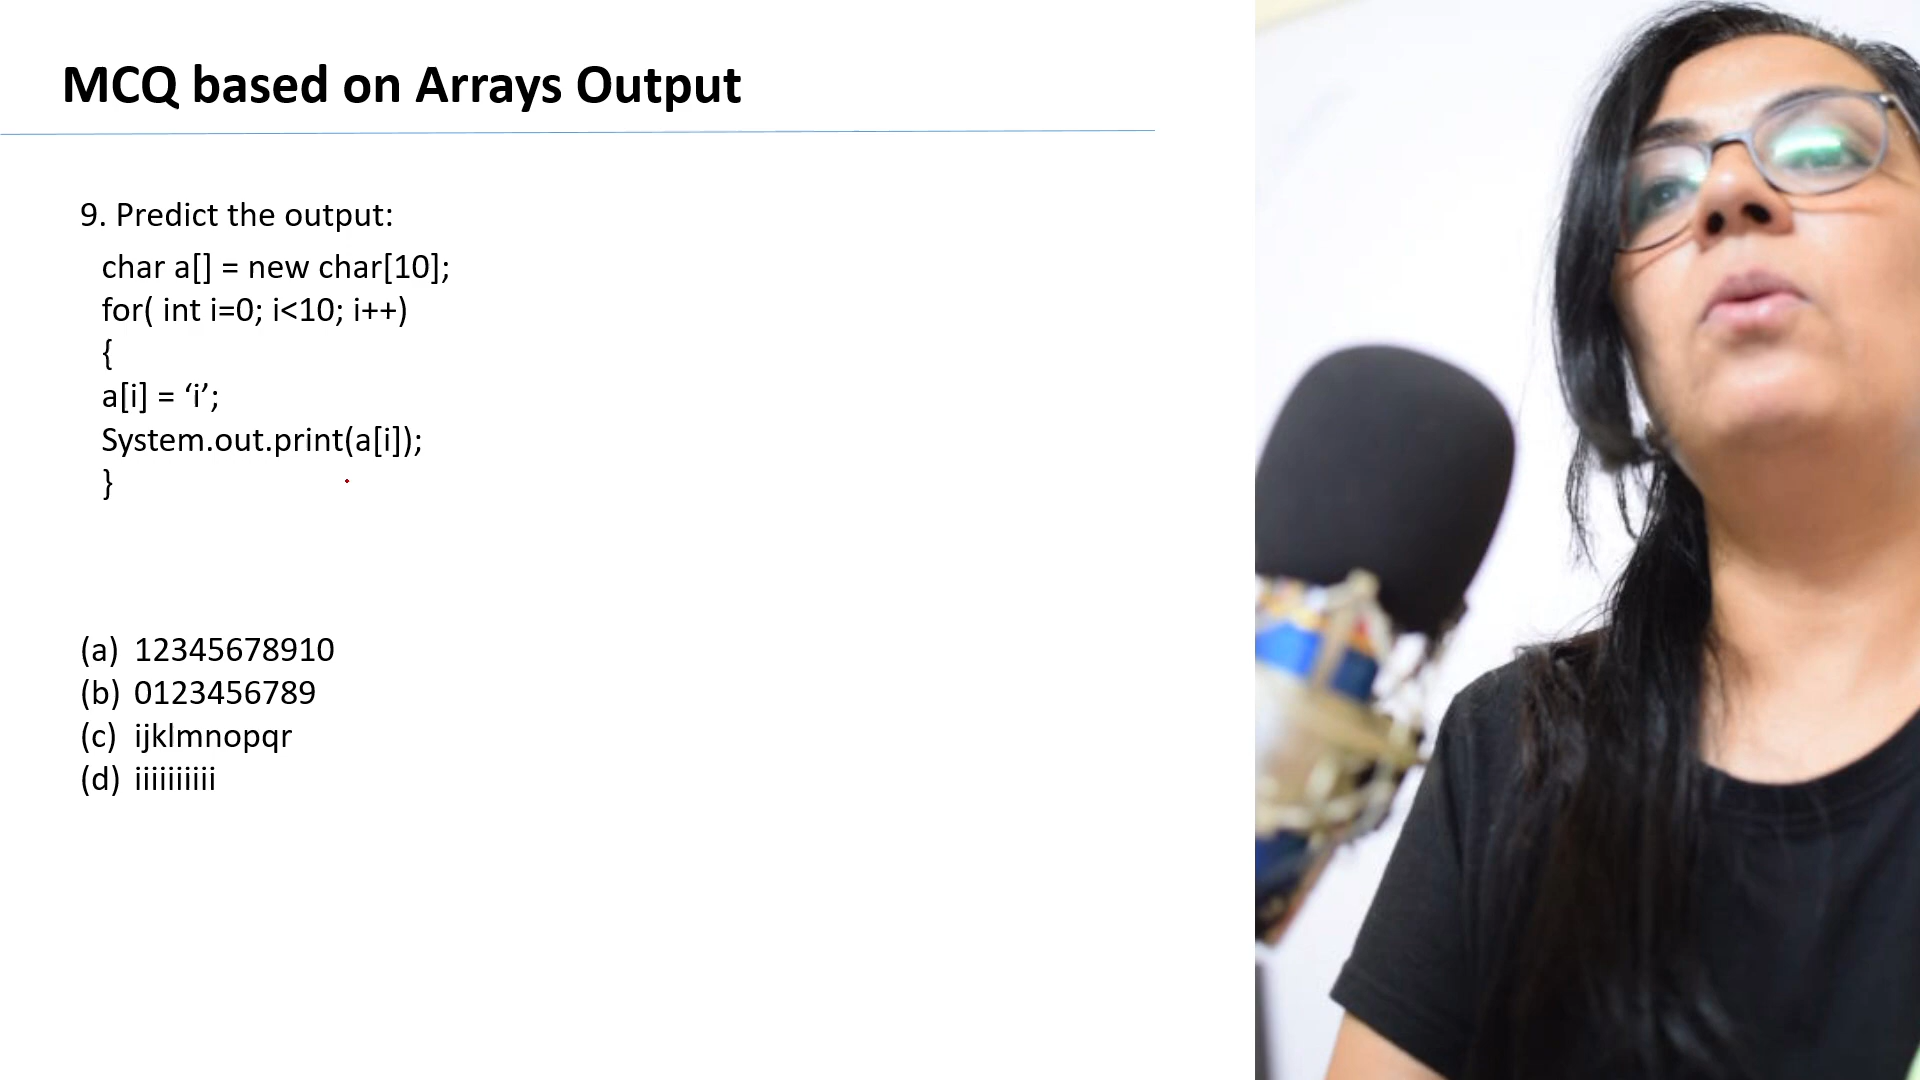 MCQ based on Arrays Output
9. Predict the output:
char a[] = new char[10];
for( int i=0; i<10; i++)
{
a[i] = ‘i’;
System.out.print(a[i]);
}
(a) 12345678910
(b) 0123456789
(c) ijklmnopqr
(d) iiiiiiiiii